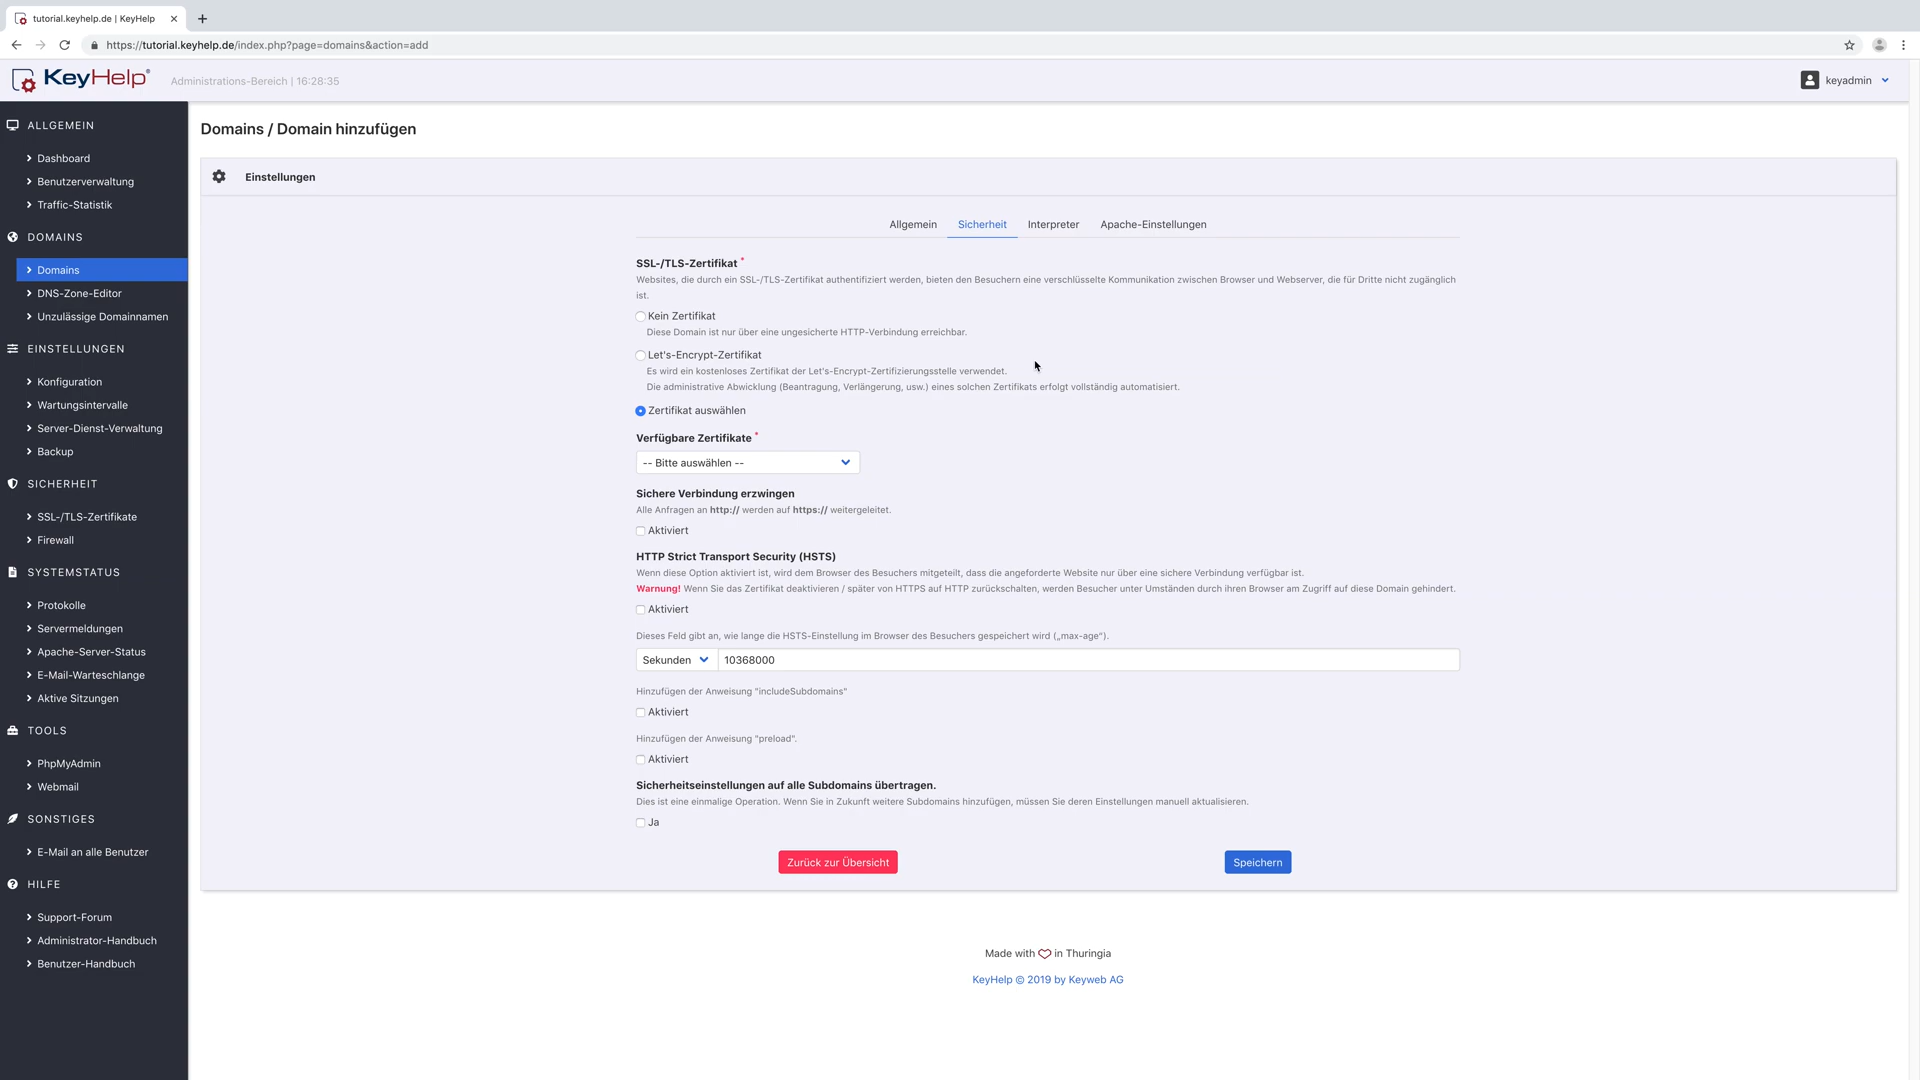 tutorial.keyhelp.de | KeyHelp
https://tutorial.keyhelp.de/index.php?page=domains&action=add
KeyHelp®
Administrations-Bereich | 16:28:35
keyadmin
ALLGEMEIN
Dashboard
Benutzerverwaltung
Traffic-Statistik
DOMAINS
Domains
DNS-Zone-Editor
Unzulässige Domainnamen
EINSTELLUNGEN
Konfiguration
Wartungsintervalle
Server-Dienst-Verwaltung
Backup
SICHERHEIT
SSL-/TLS-Zertifikate
Firewall
SYSTEMSTATUS
Protokolle
Servermeldungen
Apache-Server-Status
E-Mail-Warteschlange
Aktive Sitzungen
TOOLS
PhpMyAdmin
Webmail
SONSTIGES
E-Mail an alle Benutzer
HILFE
Support-Forum
Administrator-Handbuch
Benutzer-Handbuch
Domains / Domain hinzufügen
Einstellungen
Allgemein Sicherheit Interpreter Apache-Einstellungen
SSL-/TLS-Zertifikat *
Websites, die durch ein SSL-/TLS-Zertifikat authentifiziert werden, bieten den Besuchern eine verschlüsselte Kommunikation zwischen Browser und Webserver, die für Dritte nicht zugänglich
ist.
Kein Zertifikat
Diese Domain ist nur über eine ungesicherte HTTP-Verbindung erreichbar.
Let's-Encrypt-Zertifikat
Es wird ein kostenloses Zertifikat der Let's-Encrypt-Zertifizierungsstelle verwendet.
Die administrative Abwicklung (Beantragung, Verlängerung, usw.) eines solchen Zertifikats erfolgt vollständig automatisiert.
Zertifikat auswählen
Verfügbare Zertifikate *
-- Bitte auswählen --
Sichere Verbindung erzwingen
Alle Anfragen an http:// werden auf https:// weitergeleitet.
Aktiviert
HTTP Strict Transport Security (HSTS)
Wenn diese Option aktiviert ist, wird dem Browser des Besuchers mitgeteilt, dass die angeforderte Website nur über eine sichere Verbindung verfügbar ist.
Warnung! Wenn Sie das Zertifikat deaktivieren / später von HTTPS auf HTTP zurückschalten, werden Besucher unter Umständen durch ihren Browser am Zugriff auf diese Domain gehindert.
Aktiviert
Dieses Feld gibt an, wie lange die HSTS-Einstellung im Browser des Besuchers gespeichert wird („max-age“).
Sekunden 10368000
Hinzufügen der Anweisung "includeSubdomains"
Aktiviert
Hinzufügen der Anweisung "preload".
Aktiviert
Sicherheitseinstellungen auf alle Subdomains übertragen.
Dies ist eine einmalige Operation. Wenn Sie in Zukunft weitere Subdomains hinzufügen, müssen Sie deren Einstellungen manuell aktualisieren.
Ja
Zurück zur Übersicht Speichern
Made with in Thuringia
KeyHelp © 2019 by Keyweb AG